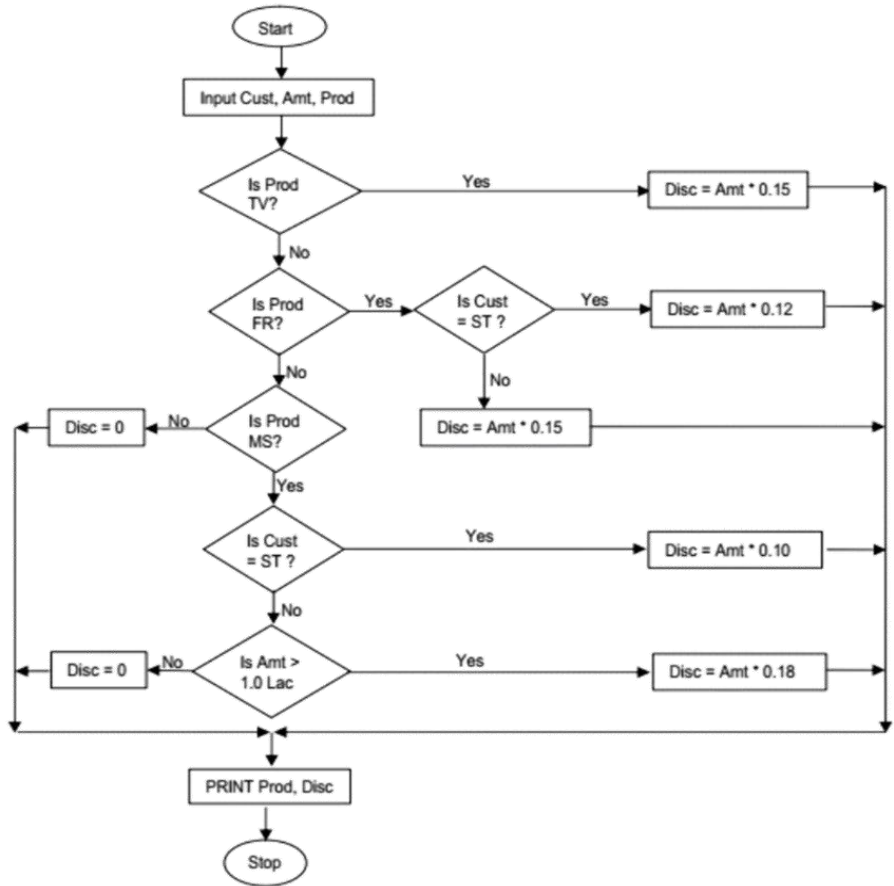 Start
Input Cust, Amt, Prod
Is Prod
TV?
Yes
Disc = Amt * 0.15
No
Is Prod
FR?
Yes
Is Cust
= ST ?
Yes
Disc = Amt * 0.12
No
No
Disc = 0
No
Is Prod
MS?
Disc = Amt * 0.15
Yes
Is Cust
= ST ?
Yes
Disc = Amt * 0.10
No
Disc = 0
No
Is Amt >
1.0 Lac
Yes
Disc = Amt * 0.18
PRINT Prod, Disc
Stop